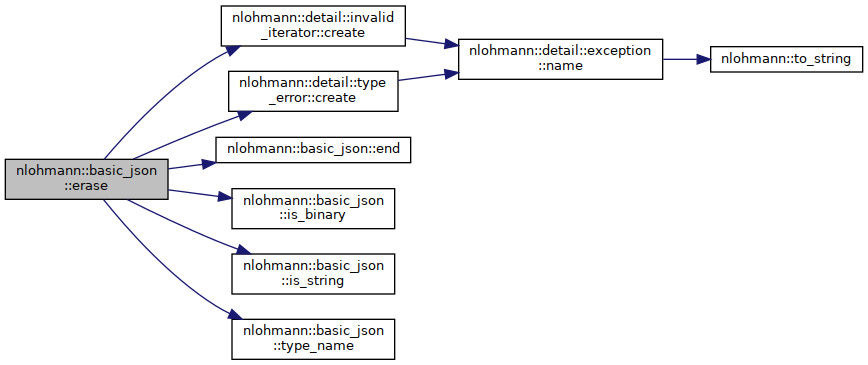 nlohmann::detail::invalid
_iterator::create
nlohmann::detail::exception
::name
nlohmann::to_string
nlohmann::detail::type
_error::create
nlohmann::basic_json::end
nlohmann::basic_json
::erase
nlohmann::basic_json
::is_binary
nlohmann::basic_json
::is_string
nlohmann::basic_json
::type_name